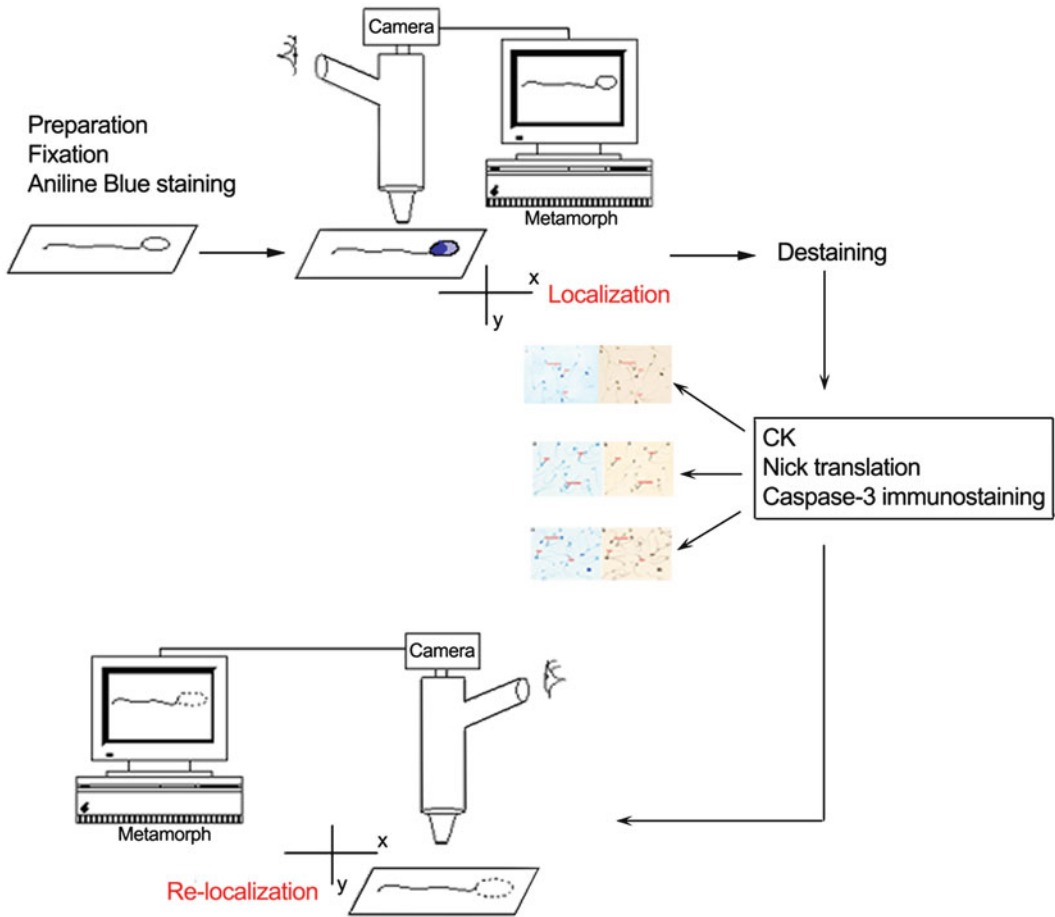 Camera
Preparation
Fixation
Aniline Blue staining
Metamorph
x
y
Localization
Destaining
CK
Nick translation
Caspase-3 immunostaining
Camera
Metamorph
x
y
Re-localization